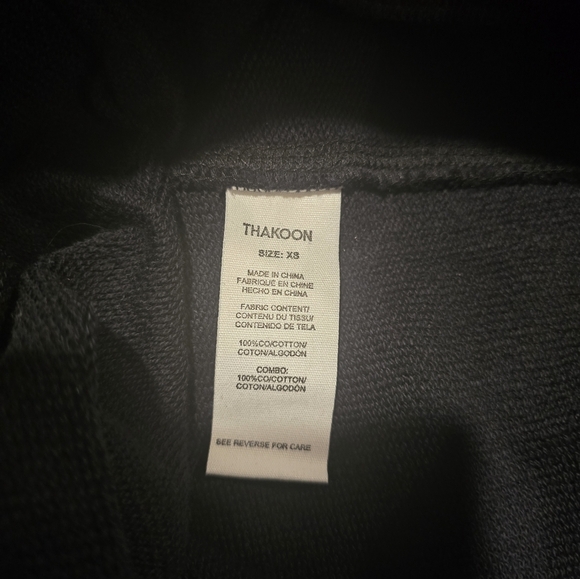 THAKOON
SIZE: XS
MADE IN CHINA
FABRIQUÉ EN CHINE
HECHO EN CHINA
FABRIC CONTENT/
CONTENU DU TISSU/
CONTENIDO DE TELA
100%CO/COTTON/
COTON/ALGODÓN
COMBO:
100%CO/COTTON/
COTON/ALGODÓN
SEE REVERSE FOR CARE